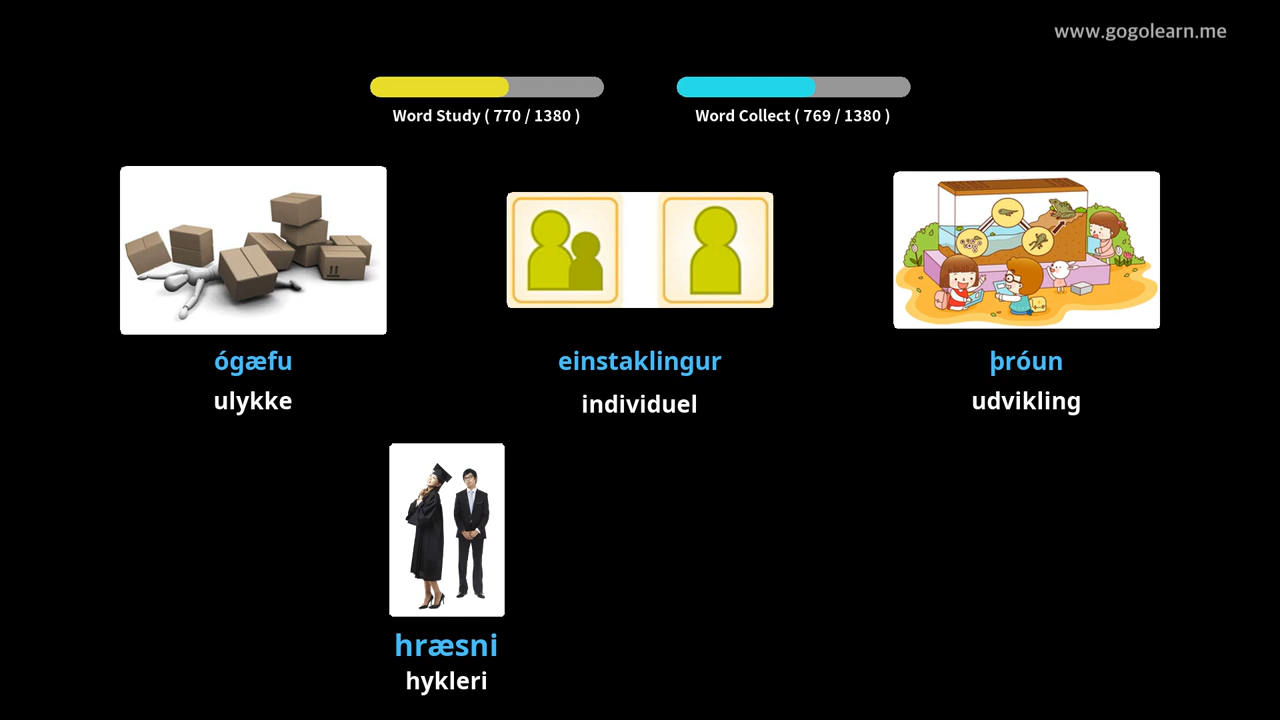 www.gogolearn.me
Word Study ( 770 / 1380 )
Word Collect ( 769 / 1380 )
ógæfu
einstaklingur
þróun
ulykke
individuel
udvikling
hræsni
hykleri